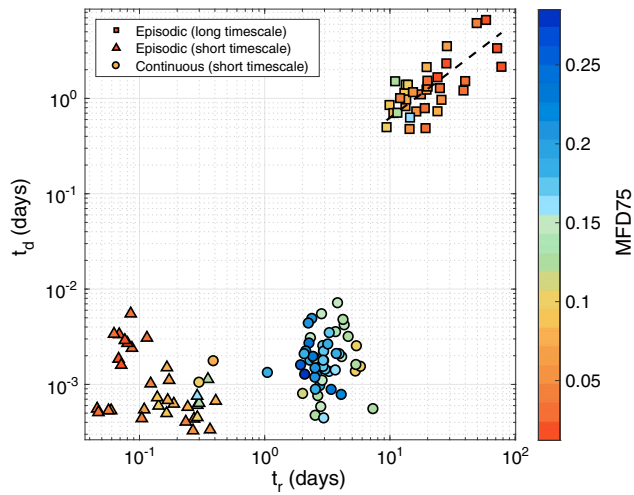 Episodic (long timescale)
Episodic (short timescale)
Continuous (short timescale)
10^1
10^0
10^-1
10^-2
10^-3
t_d (days)
10^-1
10^0
10^1
10^2
t_r (days)
0.25
0.2
0.15
0.1
0.05
MFD75